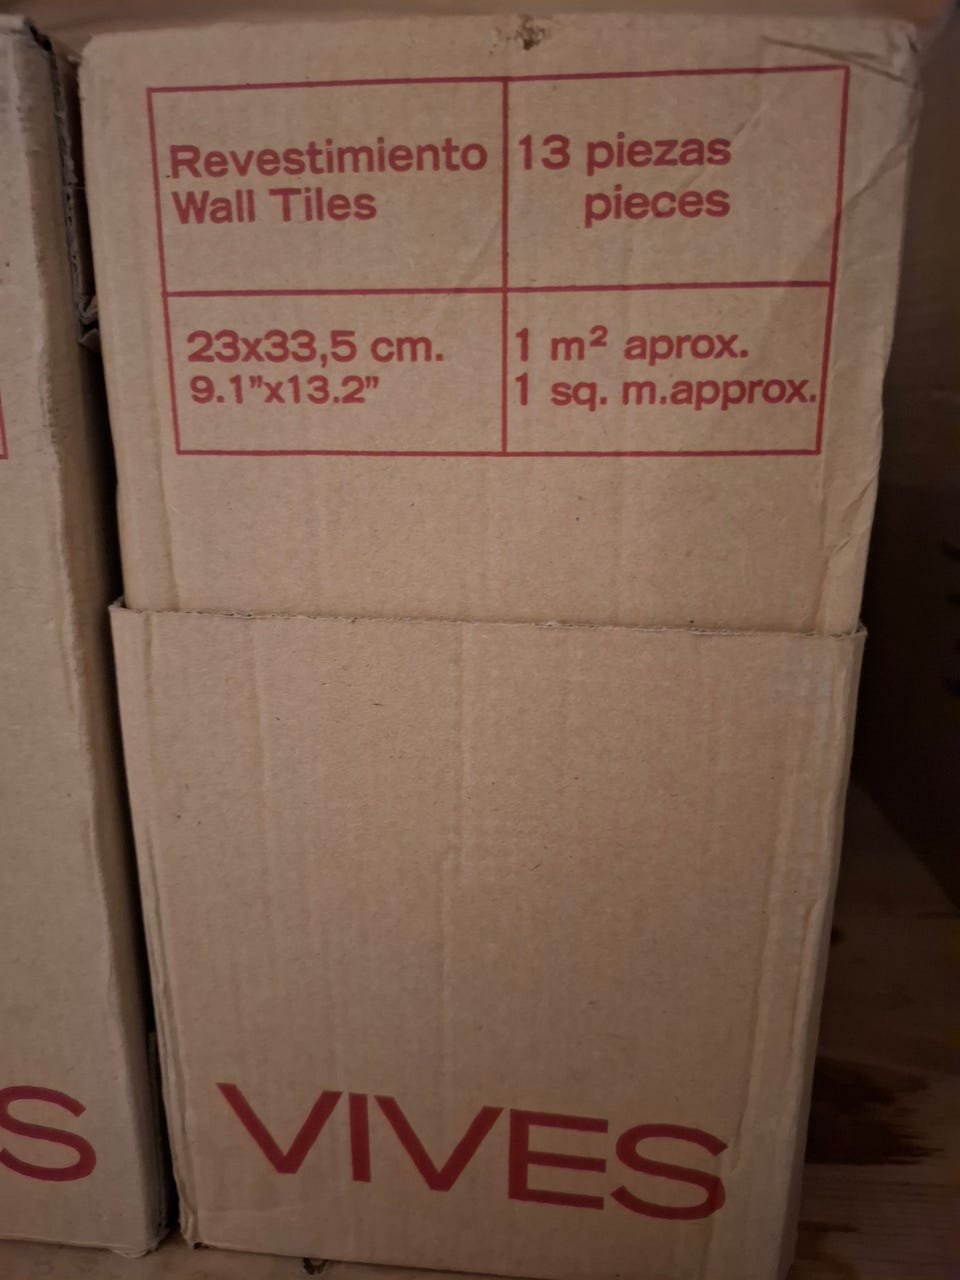 Revestimiento
Wall Tiles
13 piezas
pieces
23x33,5 cm.
9.1"x13.2"
1 m² aprox.
1 sq. m.approx.
S
VIVES